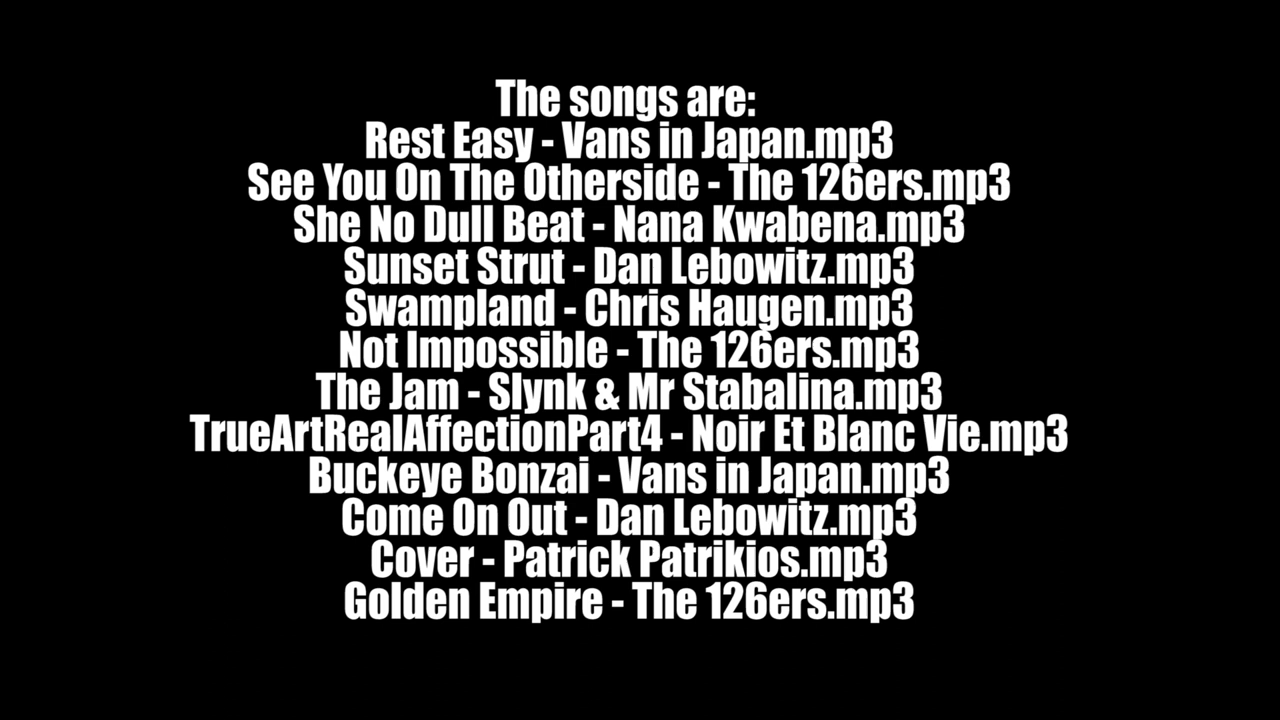 The songs are:
Rest Easy - Vans in Japan.mp3
See You On The Otherside - The 126ers.mp3
She No Dull Beat - Nana Kwabena.mp3
Sunset Strut - Dan Lebowitz.mp3
Swampland - Chris Haugen.mp3
Not Impossible - The 126ers.mp3
The Jam - Slynk & Mr Stabalina.mp3
TrueArtRealAffectionPart4 - Noir Et Blanc Vie.mp3
Buckeye Bonzai - Vans in Japan.mp3
Come On Out - Dan Lebowitz.mp3
Cover - Patrick Patrikios.mp3
Golden Empire - The 126ers.mp3